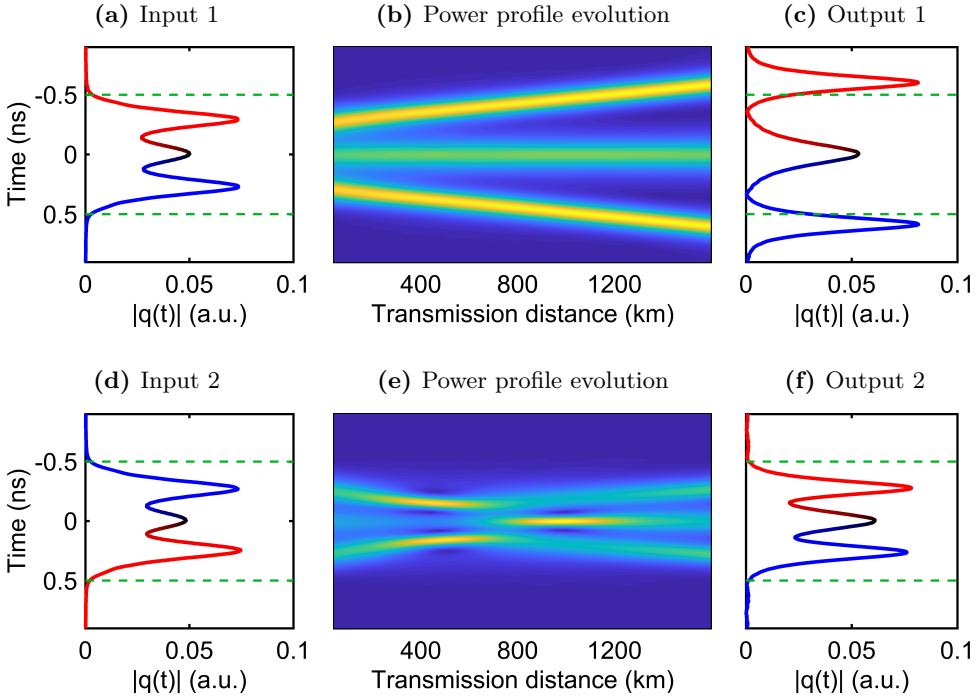 (a) Input 1
(b) Power profile evolution
(c) Output 1
-0.5
0
0.5
Time (ns)
0 0.05 0.1
|q(t)| (a.u.)
400 800 1200
Transmission distance (km)
0 0.05 0.1
|q(t)| (a.u.)
(d) Input 2
(e) Power profile evolution
(f) Output 2
-0.5
0
0.5
Time (ns)
0 0.05 0.1
|q(t)| (a.u.)
400 800 1200
Transmission distance (km)
0 0.05 0.1
|q(t)| (a.u.)